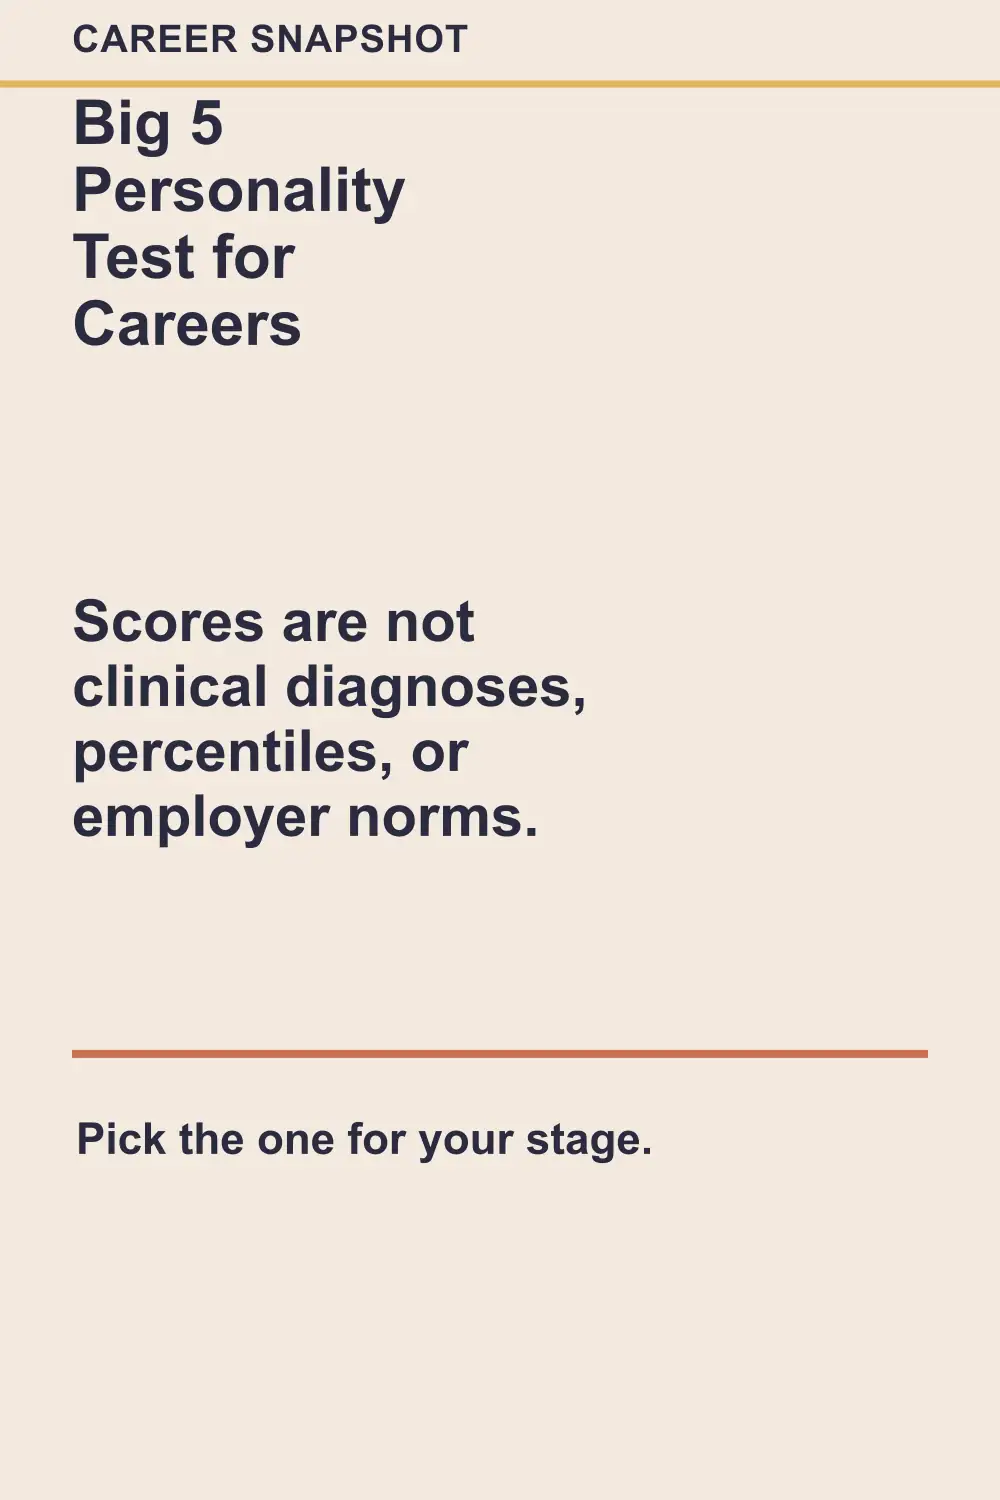 CAREER SNAPSHOT
Big 5
Personality
Test for
Careers
Scores are not
clinical diagnoses,
percentiles, or
employer norms.
Pick the one for your stage.